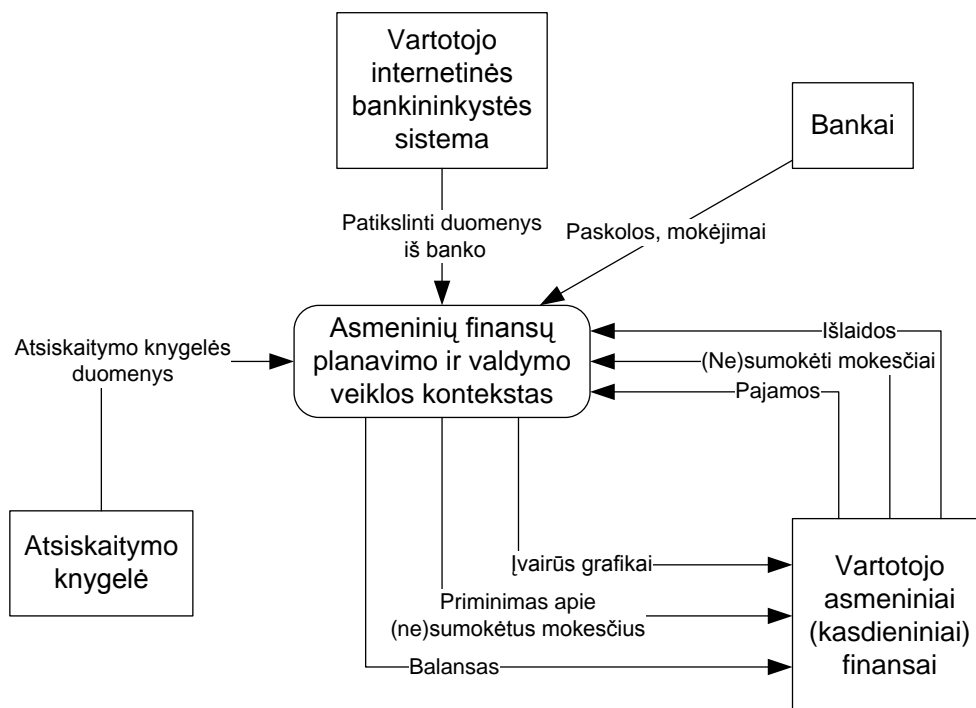 Vartotojo
internetinės
bankininkystės
sistema
Bankai
Patikslinti duomenys
iš banko
Paskolos, mokėjimai
Asmeninių finansų
planavimo ir valdymo
veiklos kontekstas
Atsiskaitymo knygelės
duomenys
Išlaidos
(Ne)sumokėti mokesčiai
Pajamos
Atsiskaitymo
knygelė
Įvairūs grafikai
Priminimas apie
(ne)sumokėtus mokesčius
Balansas
Vartotojo
asmeniniai
(kasdieniniai)
finansai